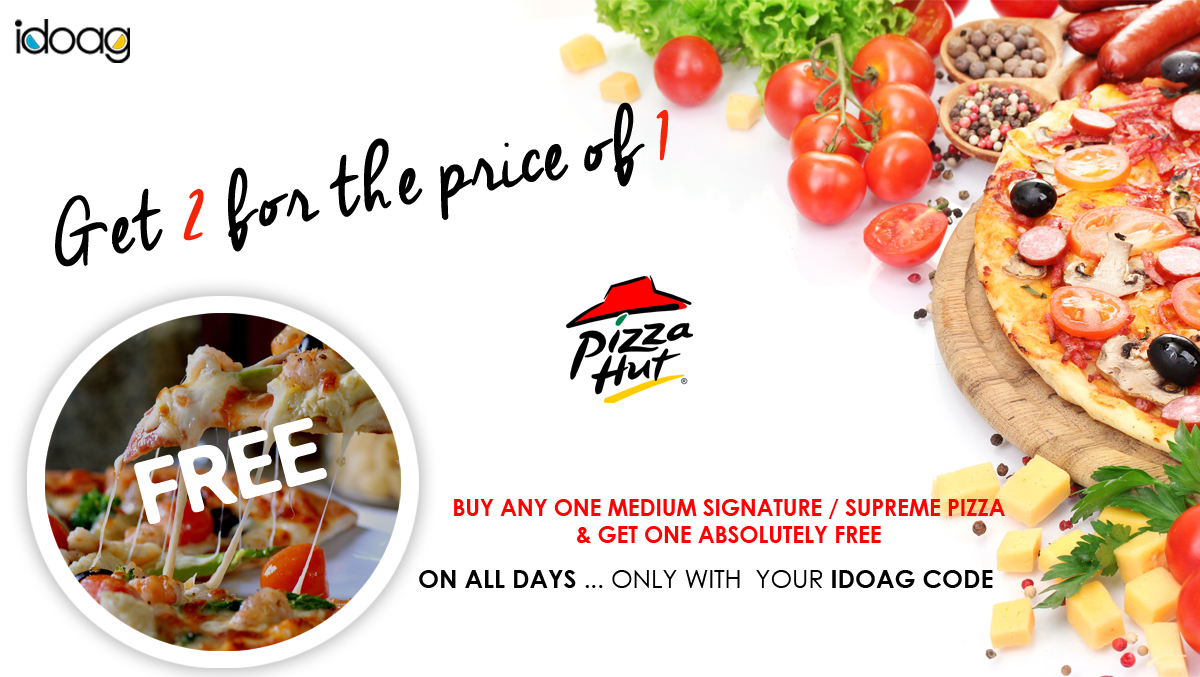 idoag
Get 2 for the price of 1
Pizza
Hut®
FREE
BUY ANY ONE MEDIUM SIGNATURE / SUPREME PIZZA
& GET ONE ABSOLUTELY FREE
ON ALL DAYS ... ONLY WITH YOUR IDOAG CODE